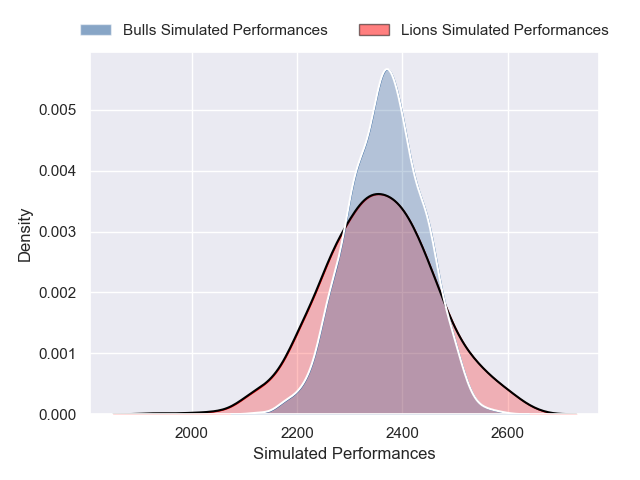 Bulls Simulated Performances Lions Simulated Performances
0.005
0.004
0.003
0.002
0.001
0.000
Density
2000 2200 2400 2600
Simulated Performances